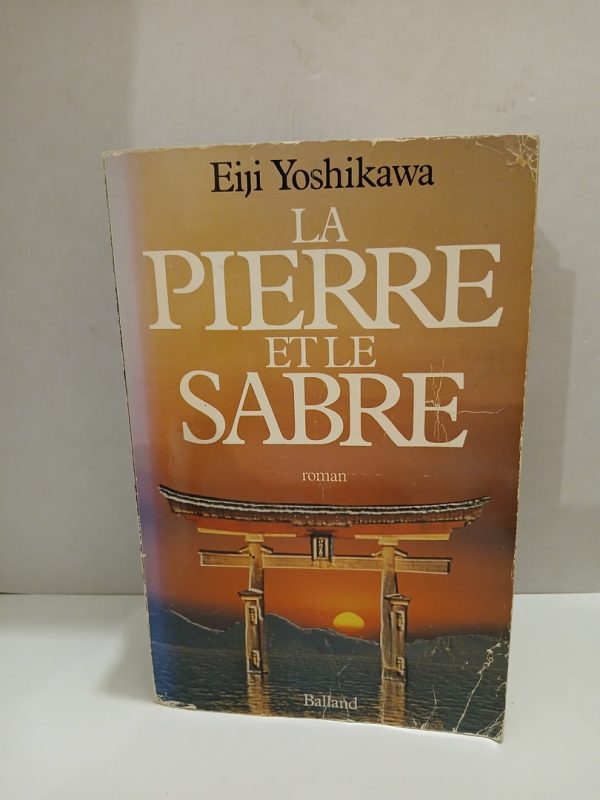 Eiji Yoshikawa
LA
PIERRE
ET LE
SABRE
roman
Balland